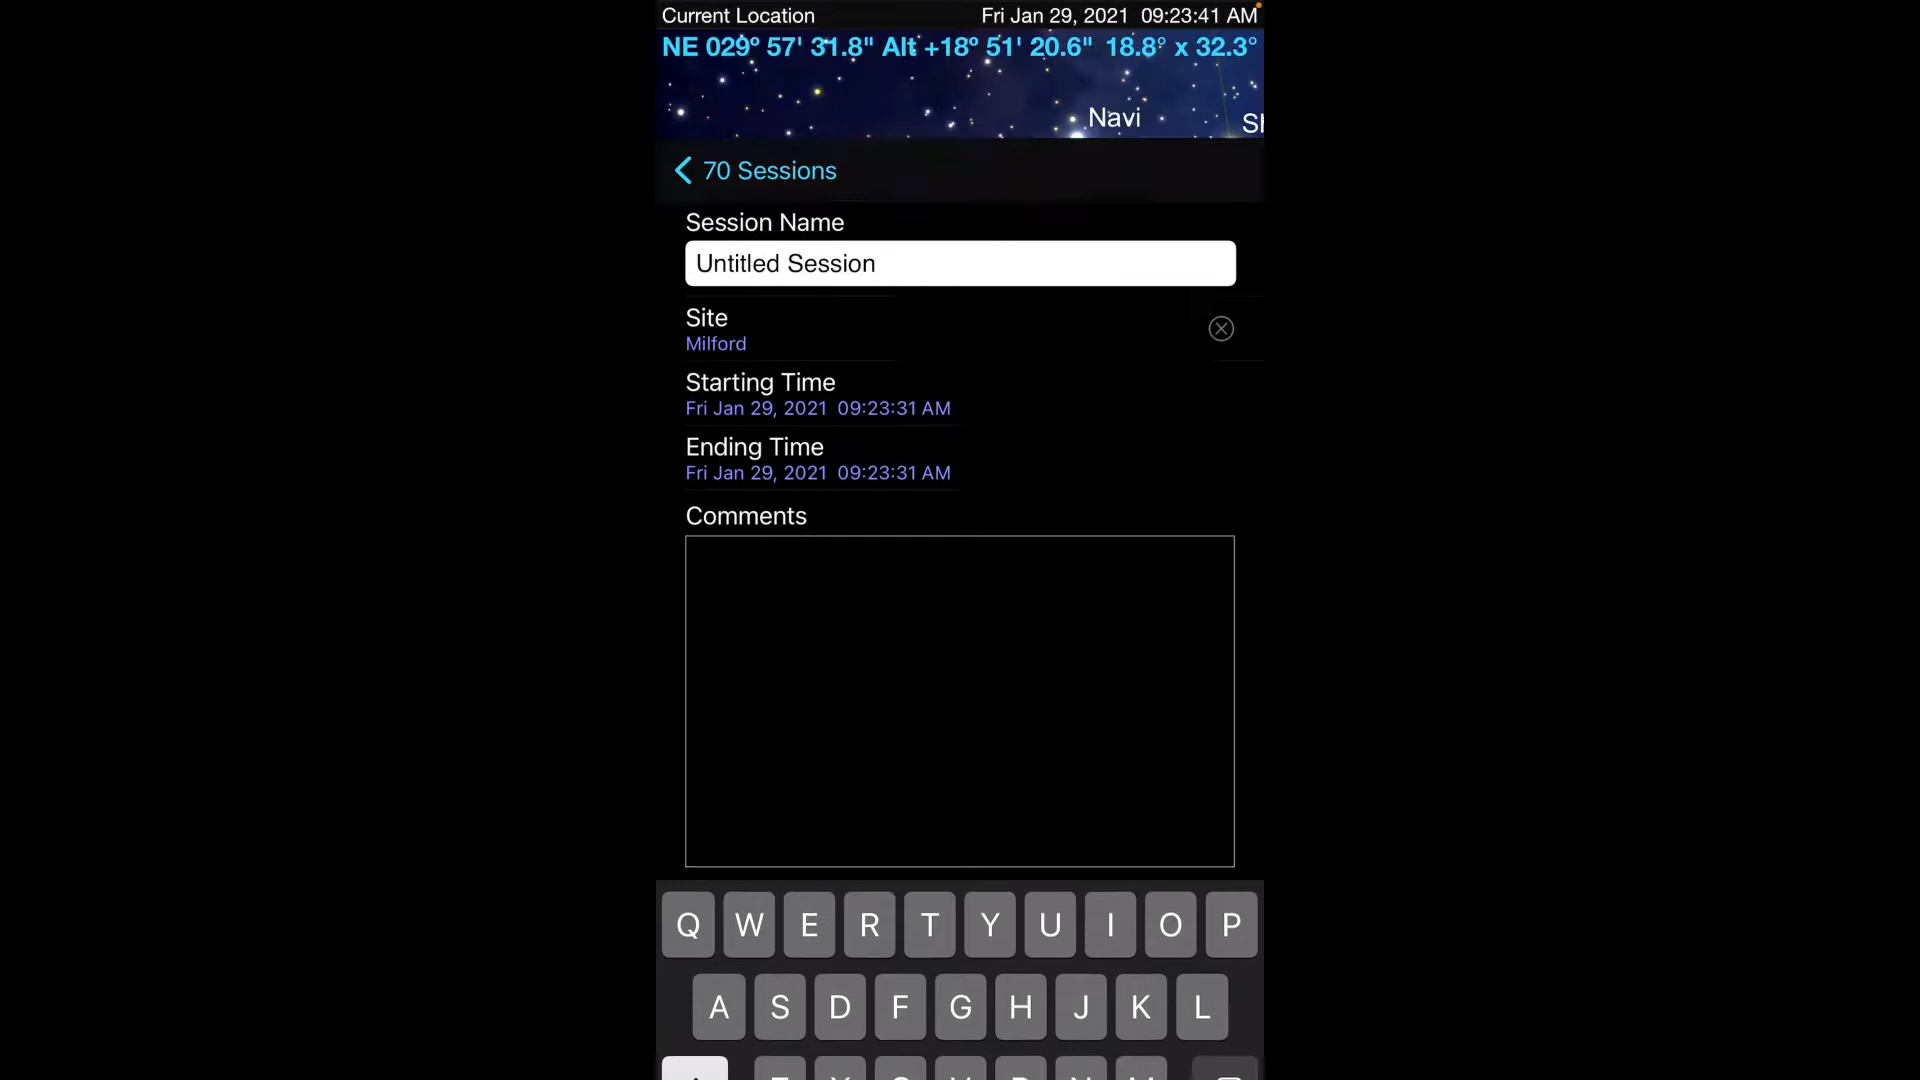 Current Location Fri Jan 29, 2021 09:23:41 AM
NE 029º 57' 31.8" Alt +18º 51' 20.6" 18.8° x 32.3°
Navi
70 Sessions
Session Name
Untitled Session
Site
Milford
Starting Time
Fri Jan 29, 2021 09:23:31 AM
Ending Time
Fri Jan 29, 2021 09:23:31 AM
Comments
Q W E R T Y U I O P
A S D F G H J K L